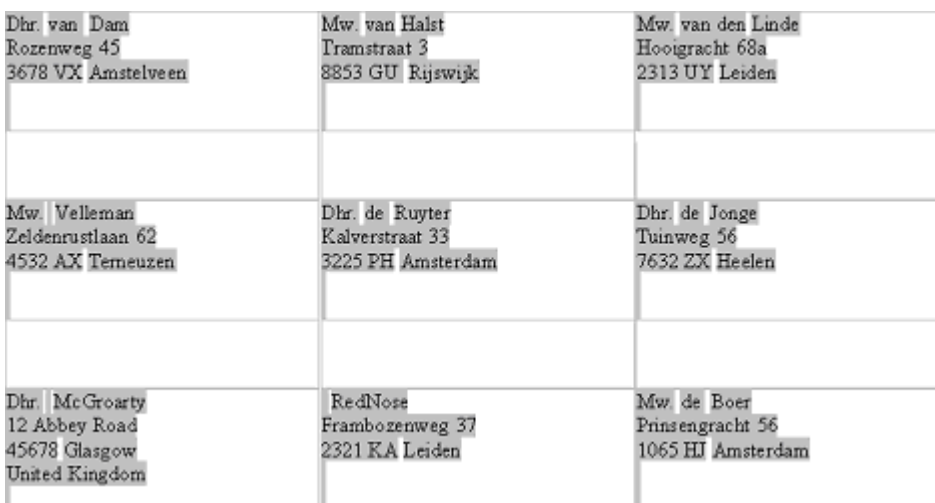 Dhr. van Dam
Rozenweg 45
3678 VX Amstelveen
Mw. van Halst
Tramstraat 3
8853 GU Rijswijk
Mw. van den Linde
Hooigracht 68a
2313 UY Leiden
Mw. Velleman
Zeldenrustlaan 62
4532 AX Terneuzen
Dhr. de Ruyter
Kalverstraat 33
3225 PH Amsterdam
Dhr. de Jonge
Tuinweg 56
7632 ZX Heelen
Dhr. McGroarty
12 Abbey Road
45678 Glasgow
United Kingdom
RedNose
Frambozenweg 37
2321 KA Leiden
Mw. de Boer
Prinsengracht 56
1065 HJ Amsterdam